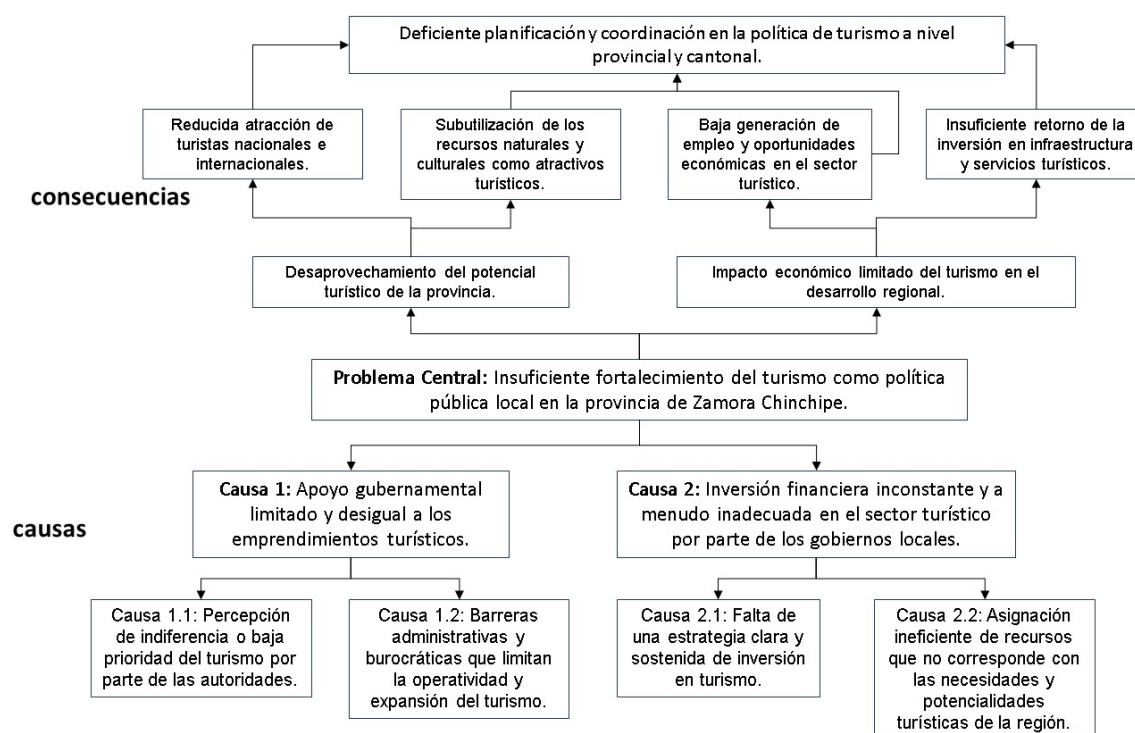 Deficiente planificación y coordinación en la política de turismo a nivel
provincial y cantonal.
Reducida atracción de
turistas nacionales e
internacionales.
Subutilización de los
recursos naturales y
culturales como atractivos
turísticos.
Baja generación de
empleo y oportunidades
económicas en el sector
turístico.
Insuficiente retorno de la
inversión en infraestructura
y servicios turísticos.
consecuencias
Desaprovechamiento del potencial
turístico de la provincia.
Impacto económico limitado del turismo en el
desarrollo regional.
Problema Central: Insuficiente fortalecimiento del turismo como política
pública local en la provincia de Zamora Chinchipe.
Causa 1: Apoyo gubernamental
limitado y desigual a los
emprendimientos turísticos.
Causa 2: Inversión financiera inconstante y a
menudo inadecuada en el sector turístico
por parte de los gobiernos locales.
causas
Causa 1.1: Percepción
de indiferencia o baja
prioridad del turismo por
parte de las autoridades.
Causa 1.2: Barreras
administrativas y
burocráticas que limitan
la operatividad y
expansión del turismo.
Causa 2.1: Falta de
una estrategia clara y
sostenida de inversión
en turismo.
Causa 2.2: Asignación
ineficiente de recursos
que no corresponde con
las necesidades y
potencialidades
turísticas de la región.